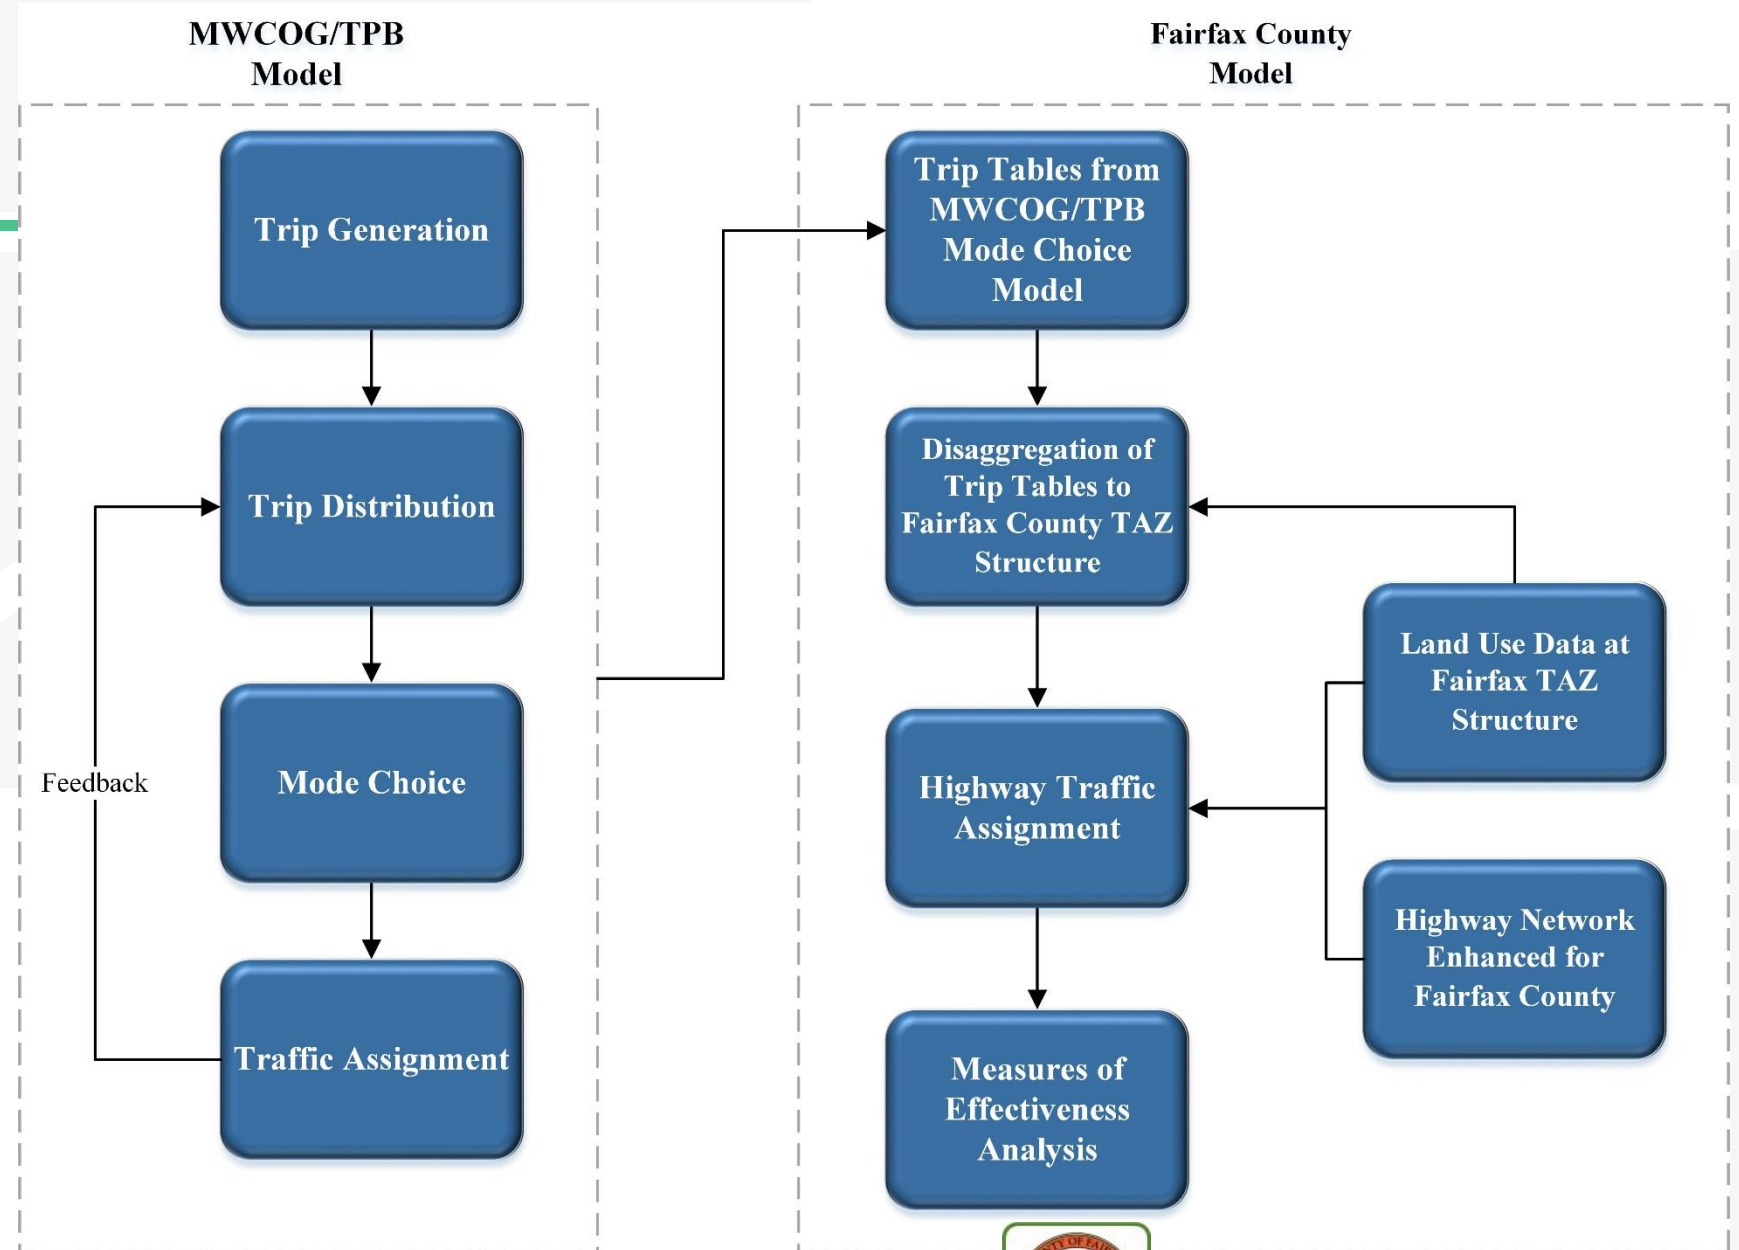 MWCOG/TPB
Model
Trip Generation
Trip Distribution
Mode Choice
Feedback
Traffic Assignment
Fairfax County
Model
Trip Tables from
MWCOG/TPB
Mode Choice
Model
Disaggregation of
Trip Tables to
Fairfax County TAZ
Structure
Land Use Data at
Fairfax TAZ
Structure
Highway Traffic
Assignment
Highway Network
Enhanced for
Fairfax County
Measures of
Effectiveness
Analysis
OF